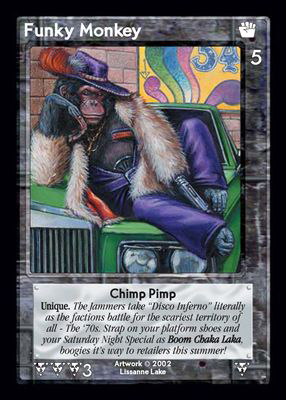 Funky Monkey
5
54
Chimp Pimp
Unique. The Jammers take "Disco Inferno" literally
as the factions battle for the scariest territory of
all - The '70s. Strap on your platform shoes and
your Saturday Night Special as Boom Chaka Laka,
boogies it's way to retailers this summer!
3
Artwork © 2002
Lissanne Lake